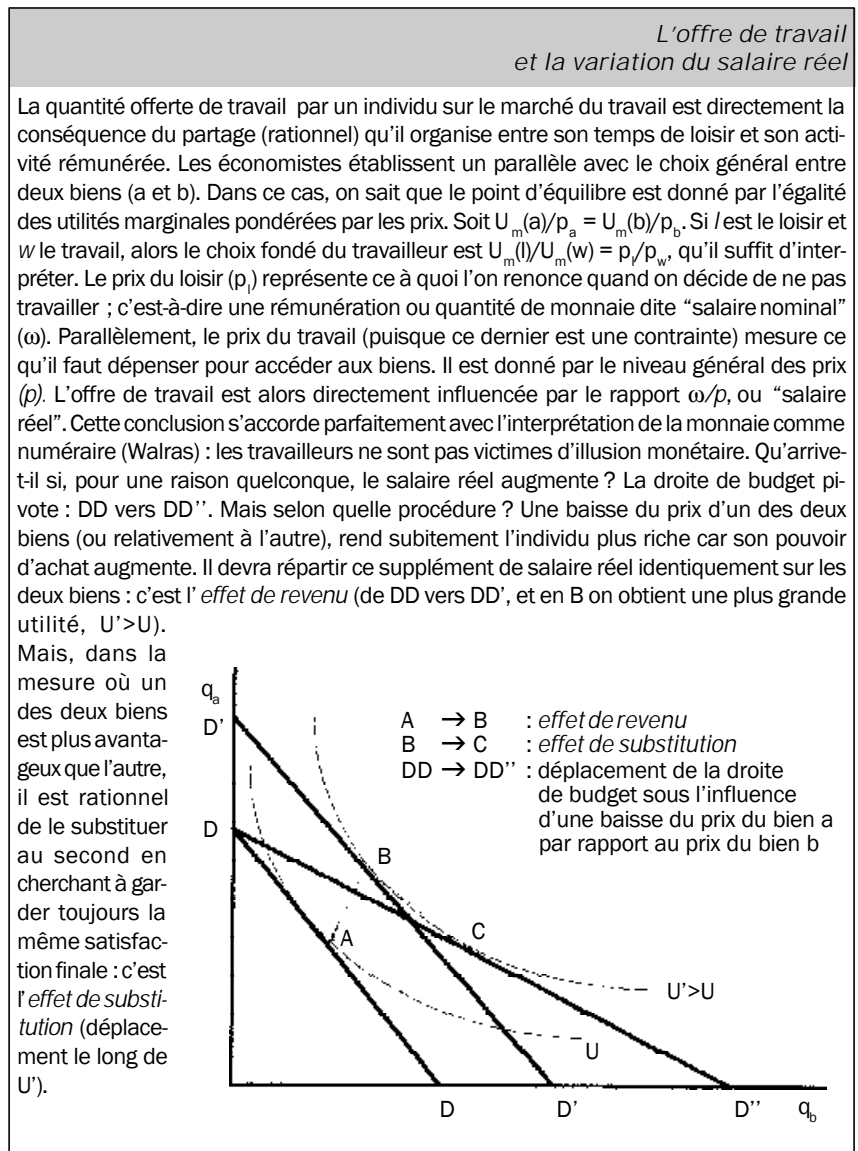 L'offre de travail
et la variation du salaire réel
La quantité offerte de travail par un individu sur le marché du travail est directement la
conséquence du partage (rationnel) qu'il organise entre son temps de loisir et son acti-
vité rémunérée. Les économistes établissent un parallèle avec le choix général entre
deux biens (a et b). Dans ce cas, on sait que le point d'équilibre est donné par l'égalité
des utilités marginales pondérées par les prix. Soit U_m(a)/p_a = U_m(b)/p_b. Si l est le loisir et
w le travail, alors le choix fondé du travailleur est U_m(l)/U_m(w) = p_l/p_w, qu'il suffit d'inter-
préter. Le prix du loisir (p_l) représente ce à quoi l'on renonce quand on décide de ne pas
travailler ; c'est-à-dire une rémunération ou quantité de monnaie dite “salaire nominal”
(ω). Parallèlement, le prix du travail (puisque ce dernier est une contrainte) mesure ce
qu'il faut dépenser pour accéder aux biens. Il est donné par le niveau général des prix
(p). L'offre de travail est alors directement influencée par le rapport ω/p, ou “salaire
réel”. Cette conclusion s'accorde parfaitement avec l'interprétation de la monnaie comme
numéraire (Walras) : les travailleurs ne sont pas victimes d'illusion monétaire. Qu'arrive-
t-il si, pour une raison quelconque, le salaire réel augmente ? La droite de budget pi-
vote : DD vers DD''. Mais selon quelle procédure ? Une baisse du prix d'un des deux
biens (ou relativement à l'autre), rend subitement l'individu plus riche car son pouvoir
d'achat augmente. Il devra répartir ce supplément de salaire réel identiquement sur les
deux biens : c'est l'effet de revenu (de DD vers DD', et en B on obtient une plus grande
utilité, U'>U).
Mais, dans la
mesure où un
des deux biens
est plus avanta-
geux que l'autre,
il est rationnel
de le substituer
au second en
cherchant à gar-
der toujours la
même satisfac-
tion finale : c'est
l'effet de substi-
tution (déplace-
ment le long de
U').
q_a
D'
D
A → B : effet de revenu
B → C : effet de substitution
DD → DD'' : déplacement de la droite
de budget sous l'influence
d'une baisse du prix du bien a
par rapport au prix du bien b
B
A
C
U'>U
U
D
D'
D''
q_b